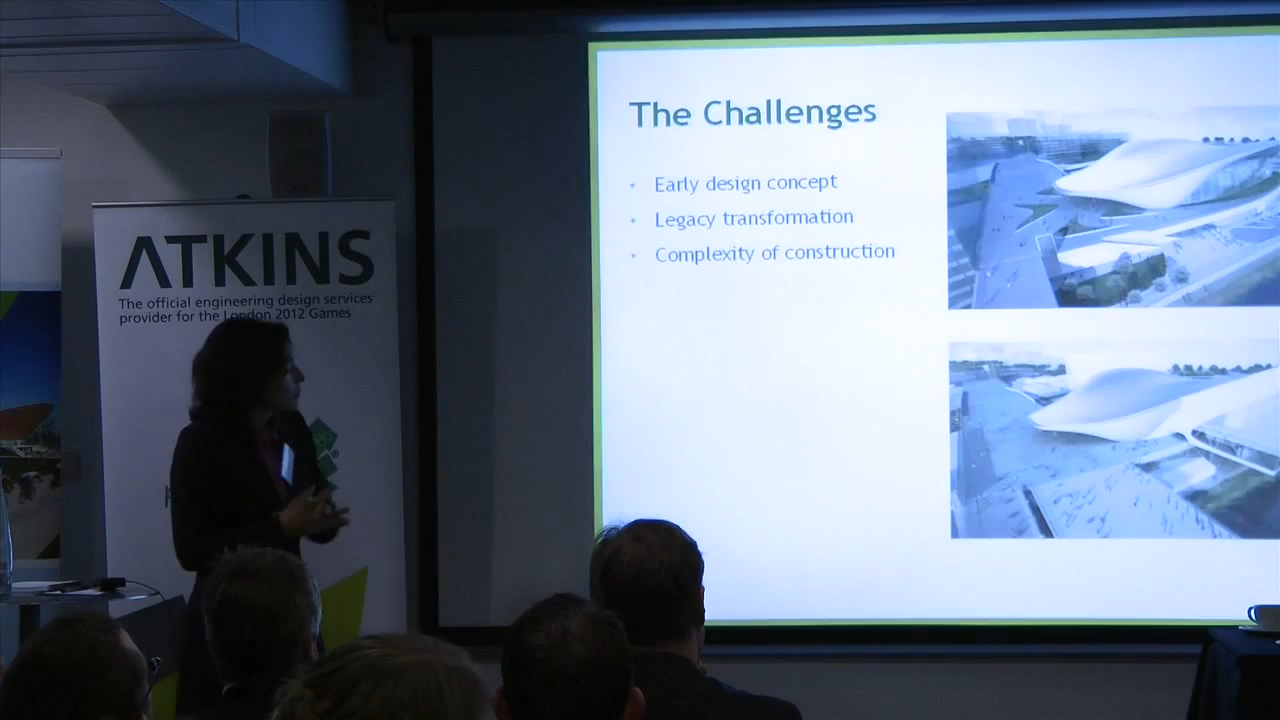 ATKINS
The official engineering design services
provider for the London 2012 Games
The Challenges
• Early design concept
• Legacy transformation
• Complexity of construction